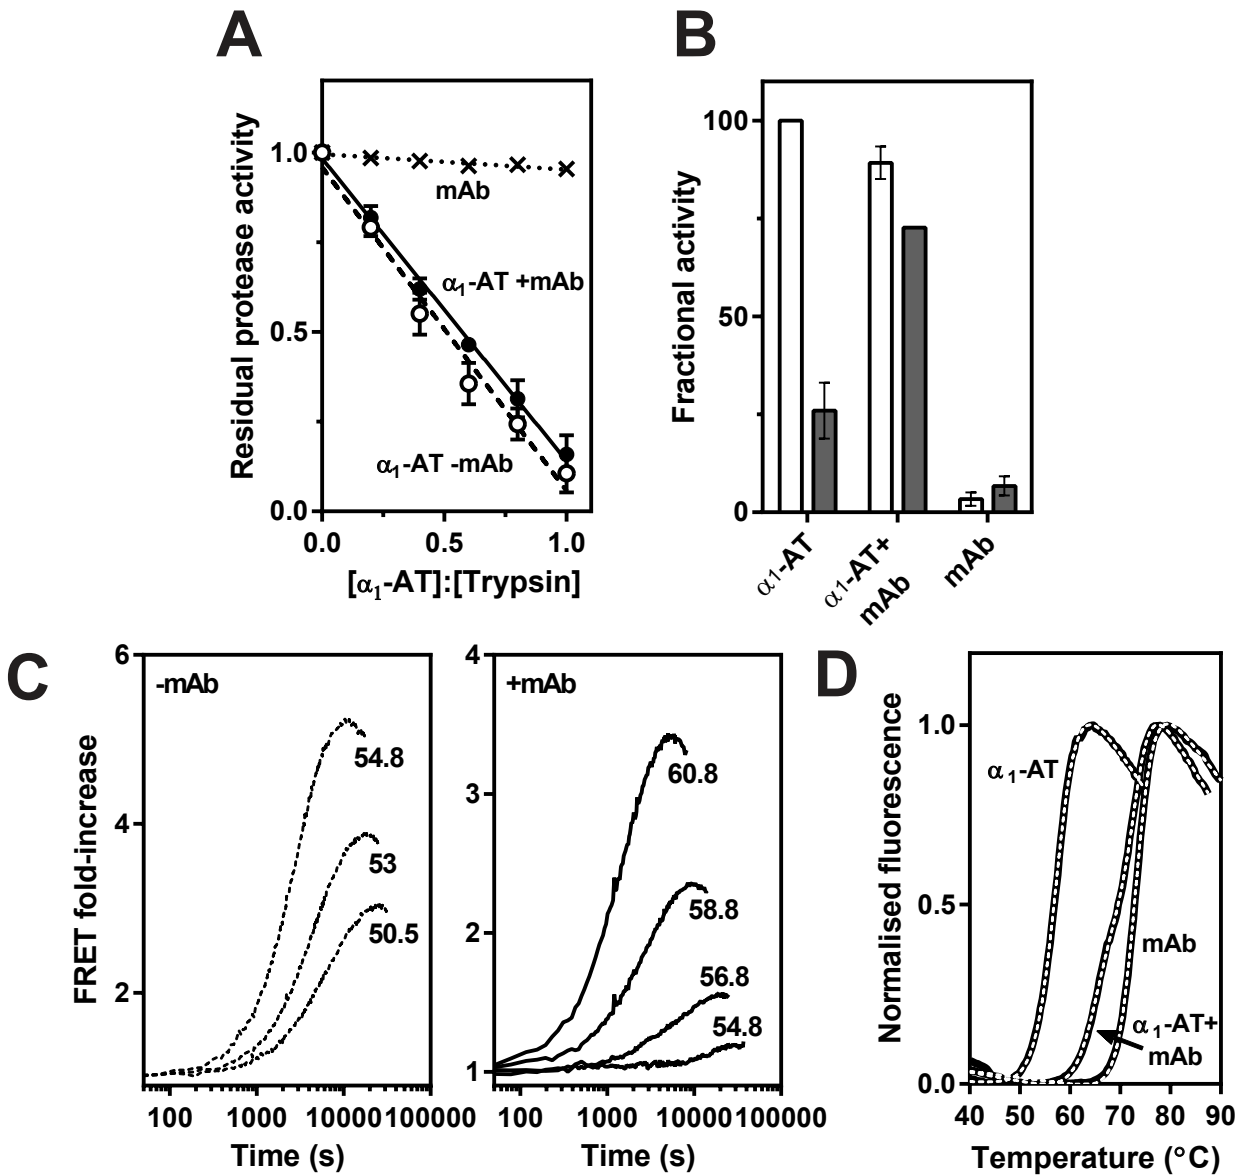 A
Residual protease activity
1.0
0.5
0.0
mAb
α1-AT +mAb
α1-AT -mAb
0.0 0.5 1.0
[α1-AT]:[Trypsin]
B
Fractional activity
100
50
0
α1-AT
α1-AT+
mAb
mAb
C
FRET fold-increase
6
4
2
-mAb
54.8
53
50.5
100 1000 10000 100000
Time (s)
4
3
2
1
+mAb
60.8
58.8
56.8
54.8
100 1000 10000 100000
Time (s)
D
Normalised fluorescence
1.0
0.5
0.0
α1-AT
mAb
α1-AT+
mAb
40 50 60 70 80 90
Temperature (°C)